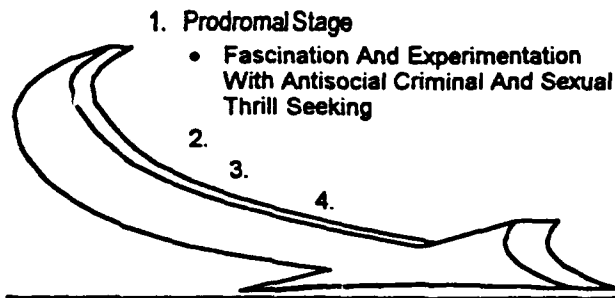 1. Prodromal Stage
• Fascination And Experimentation
With Antisocial Criminal And Sexual
Thrill Seeking
2.
3.
4.